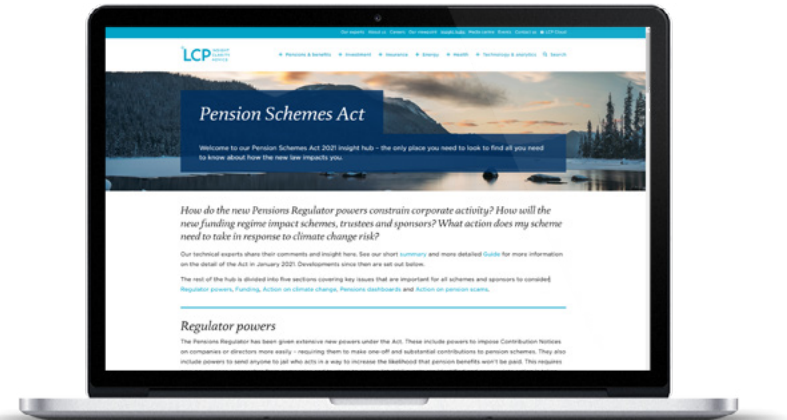 Our experts About us Careers Our viewpoint Insight hubs Media centre Events Contact us LCP Cloud
LCP INSIGHT CLARITY ADVICE
Pensions & benefits Investment Insurance Energy Health Technology & analytics Search
Pension Schemes Act
Welcome to our Pension Schemes Act 2021 insight hub – the only place you need to look to find all you need
to know about how the new law impacts you.
How do the new Pensions Regulator powers constrain corporate activity? How will the
new funding regime impact schemes, trustees and sponsors? What action does my scheme
need to take in response to climate change risk?
Our technical experts share their comments and insight here. See our short summary and more detailed Guide for more information
on the detail of the Act in January 2021. Developments since then are set out below.
The rest of the hub is divided into five sections covering key issues that are important for all schemes and sponsors to consider:
Regulator powers, Funding, Action on climate change, Pensions dashboards and Action on pension scams.
Regulator powers
The Pensions Regulator has been given extensive new powers under the Act. These include powers to impose Contribution Notices
on companies or directors more easily – requiring them to make one-off and substantial contributions to pension schemes. They also
include powers to send anyone to jail who acts in a way to increase the likelihood that pension benefits won't be paid. This requires